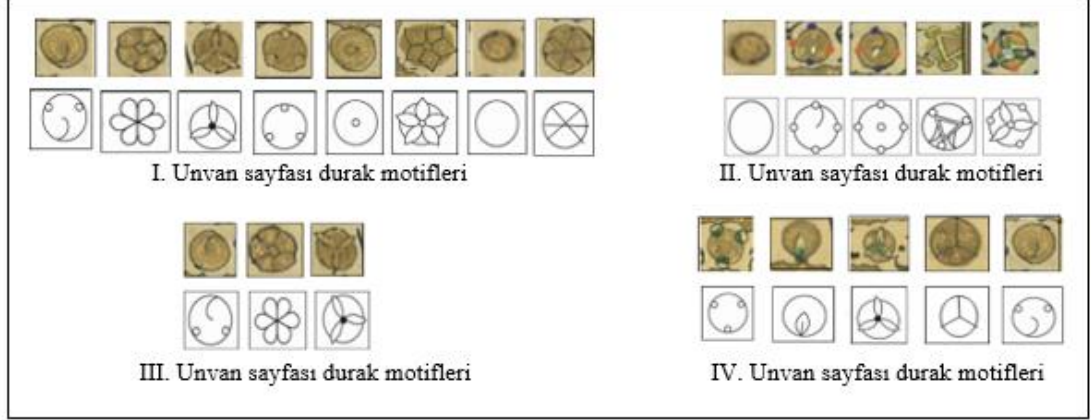 I. Unvan sayfası durak motifleri
II. Unvan sayfası durak motifleri
III. Unvan sayfası durak motifleri
IV. Unvan sayfası durak motifleri